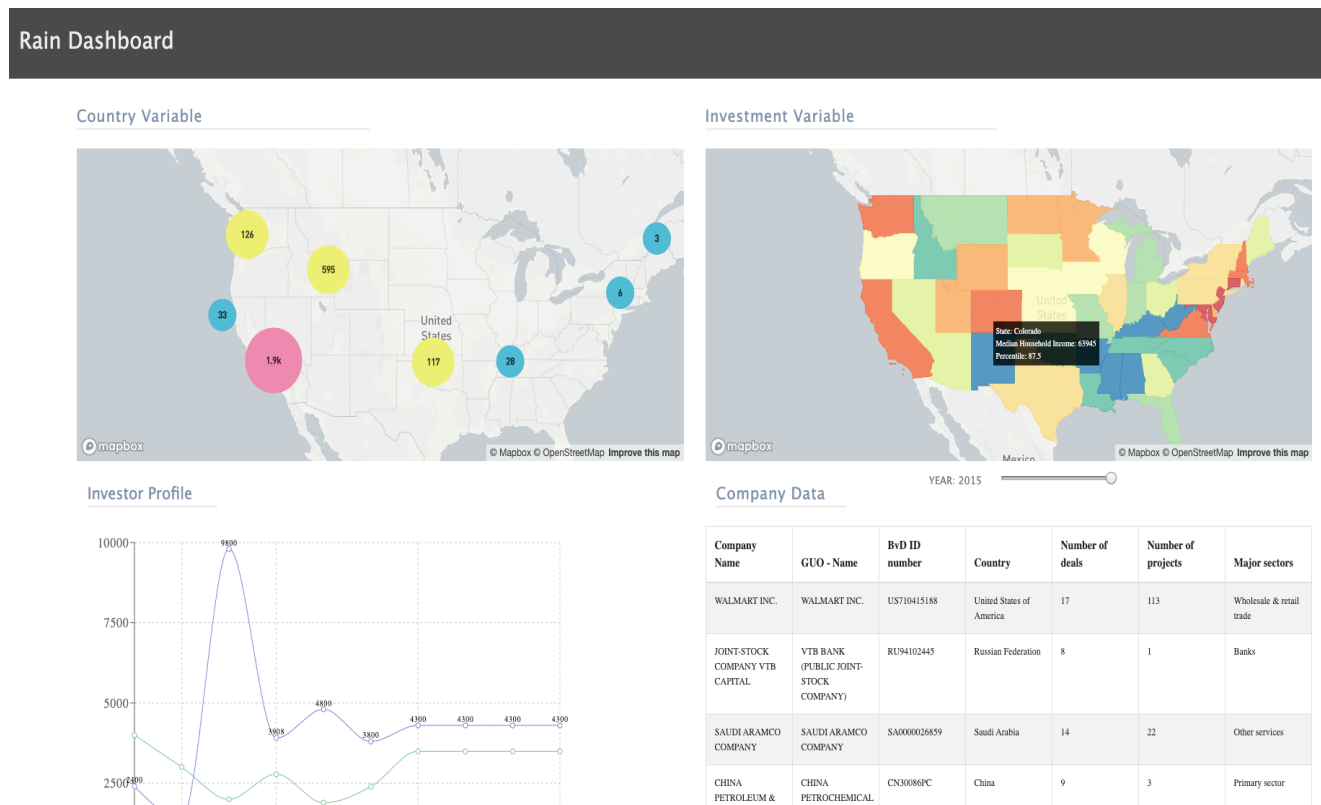 Rain Dashboard
Country Variable
126
595
3
6
33
1.9k
United
States
117
28
mapbox
© Mapbox © OpenStreetMap Improve this map
Investment Variable
United
States
State: Colorado
Median Household Income: 63945
Percentile: 87.5
Mexico
mapbox
© Mapbox © OpenStreetMap Improve this map
YEAR: 2015
Investor Profile
10000
7500
5000
2500
2400
9800
3908
4800
3800
4300
4300
4300
4300
Company Data
Company
Name
GUO - Name
BvD ID
number
Country
Number of
deals
Number of
projects
Major sectors
WALMART INC.
WALMART INC.
US710415188
United States of
America
17
113
Wholesale & retail
trade
JOINT-STOCK
COMPANY VTB
CAPITAL
VTB BANK
(PUBLIC JOINT-
STOCK
COMPANY)
RU94102445
Russian Federation
8
1
Banks
SAUDI ARAMCO
COMPANY
SAUDI ARAMCO
COMPANY
SA0000026859
Saudi Arabia
14
22
Other services
CHINA
PETROLEUM &
CHINA
PETROCHEMICAL
CN30086PC
China
9
3
Primary sector